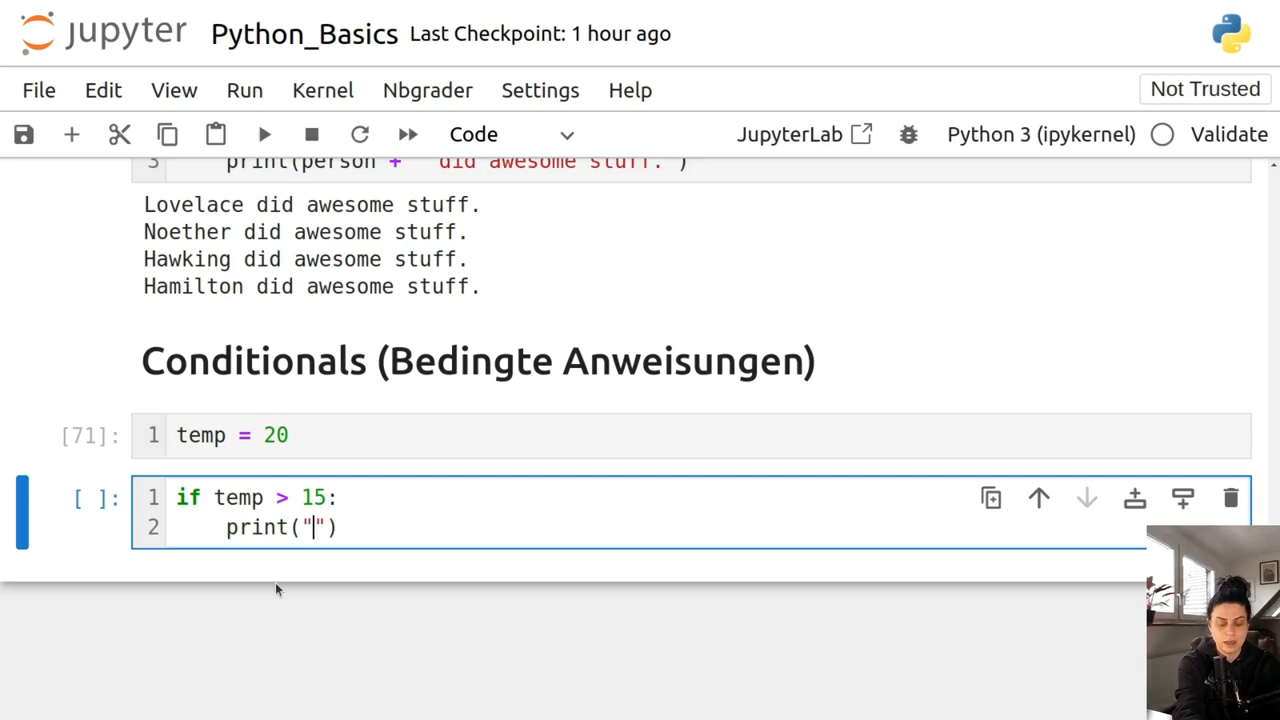 jupyter Python_Basics Last Checkpoint: 1 hour ago
File Edit View Run Kernel Nbgrader Settings Help Not Trusted
Code JupyterLab Python 3 (ipykernel) Validate
3 print(person + " did awesome stuff.")
Lovelace did awesome stuff.
Noether did awesome stuff.
Hawking did awesome stuff.
Hamilton did awesome stuff.
Conditionals (Bedingte Anweisungen)
[71]: 1 temp = 20
[ ]: 1 if temp > 15:
2 print("")